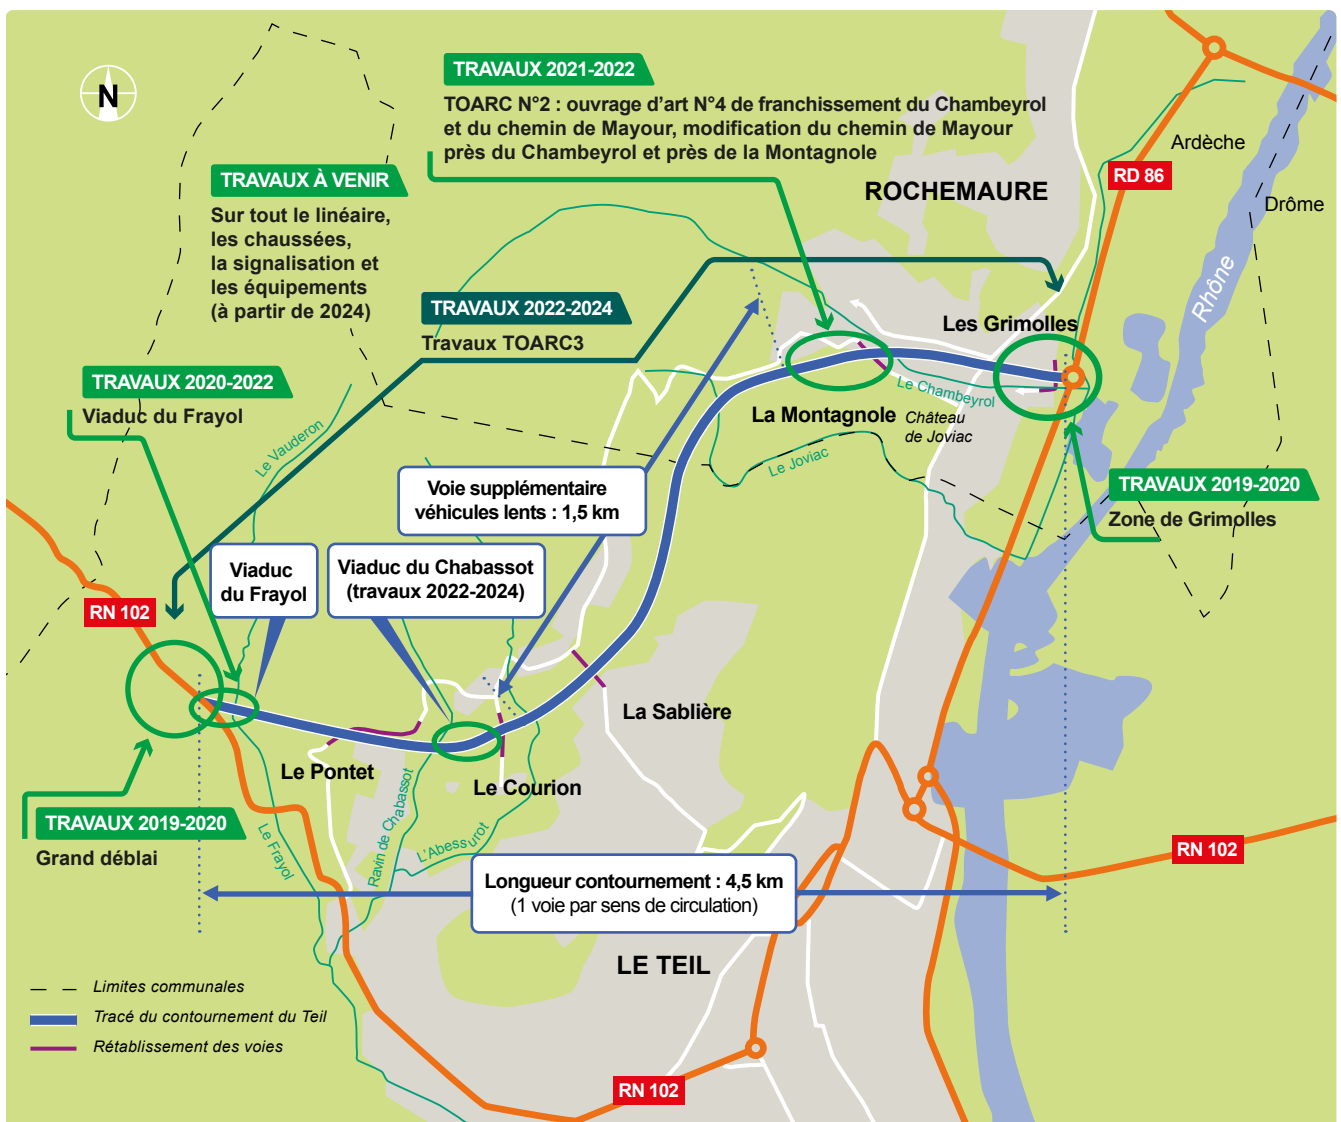 N
TRAVAUX 2021-2022
TOARC N°2 : ouvrage d'art N°4 de franchissement du Chambeyrol
et du chemin de Mayour, modification du chemin de Mayour
près du Chambeyrol et près de la Montagnole
Ardèche
RD 86
ROCHEMAURE
Drôme
TRAVAUX À VENIR
Sur tout le linéaire,
les chaussées,
la signalisation et
les équipements
(à partir de 2024)
Rhône
TRAVAUX 2022-2024
Travaux TOARC3
Les Grimolles
TRAVAUX 2020-2022
Viaduc du Frayol
Le Chambeyrol
La Montagnole
Château
de Joviac
Le Vauderon
Le Joviac
Voie supplémentaire
véhicules lents : 1,5 km
TRAVAUX 2019-2020
Zone de Grimolles
Viaduc
du Frayol
Viaduc du Chabassot
(travaux 2022-2024)
RN 102
La Sablière
Le Pontet
Le Courion
TRAVAUX 2019-2020
Grand déblai
Le Frayol
Ravin de Chabassot
L'Abessurot
RN 102
Longueur contournement : 4,5 km
(1 voie par sens de circulation)
LE TEIL
Limites communales
Tracé du contournement du Teil
Rétablissement des voies
RN 102